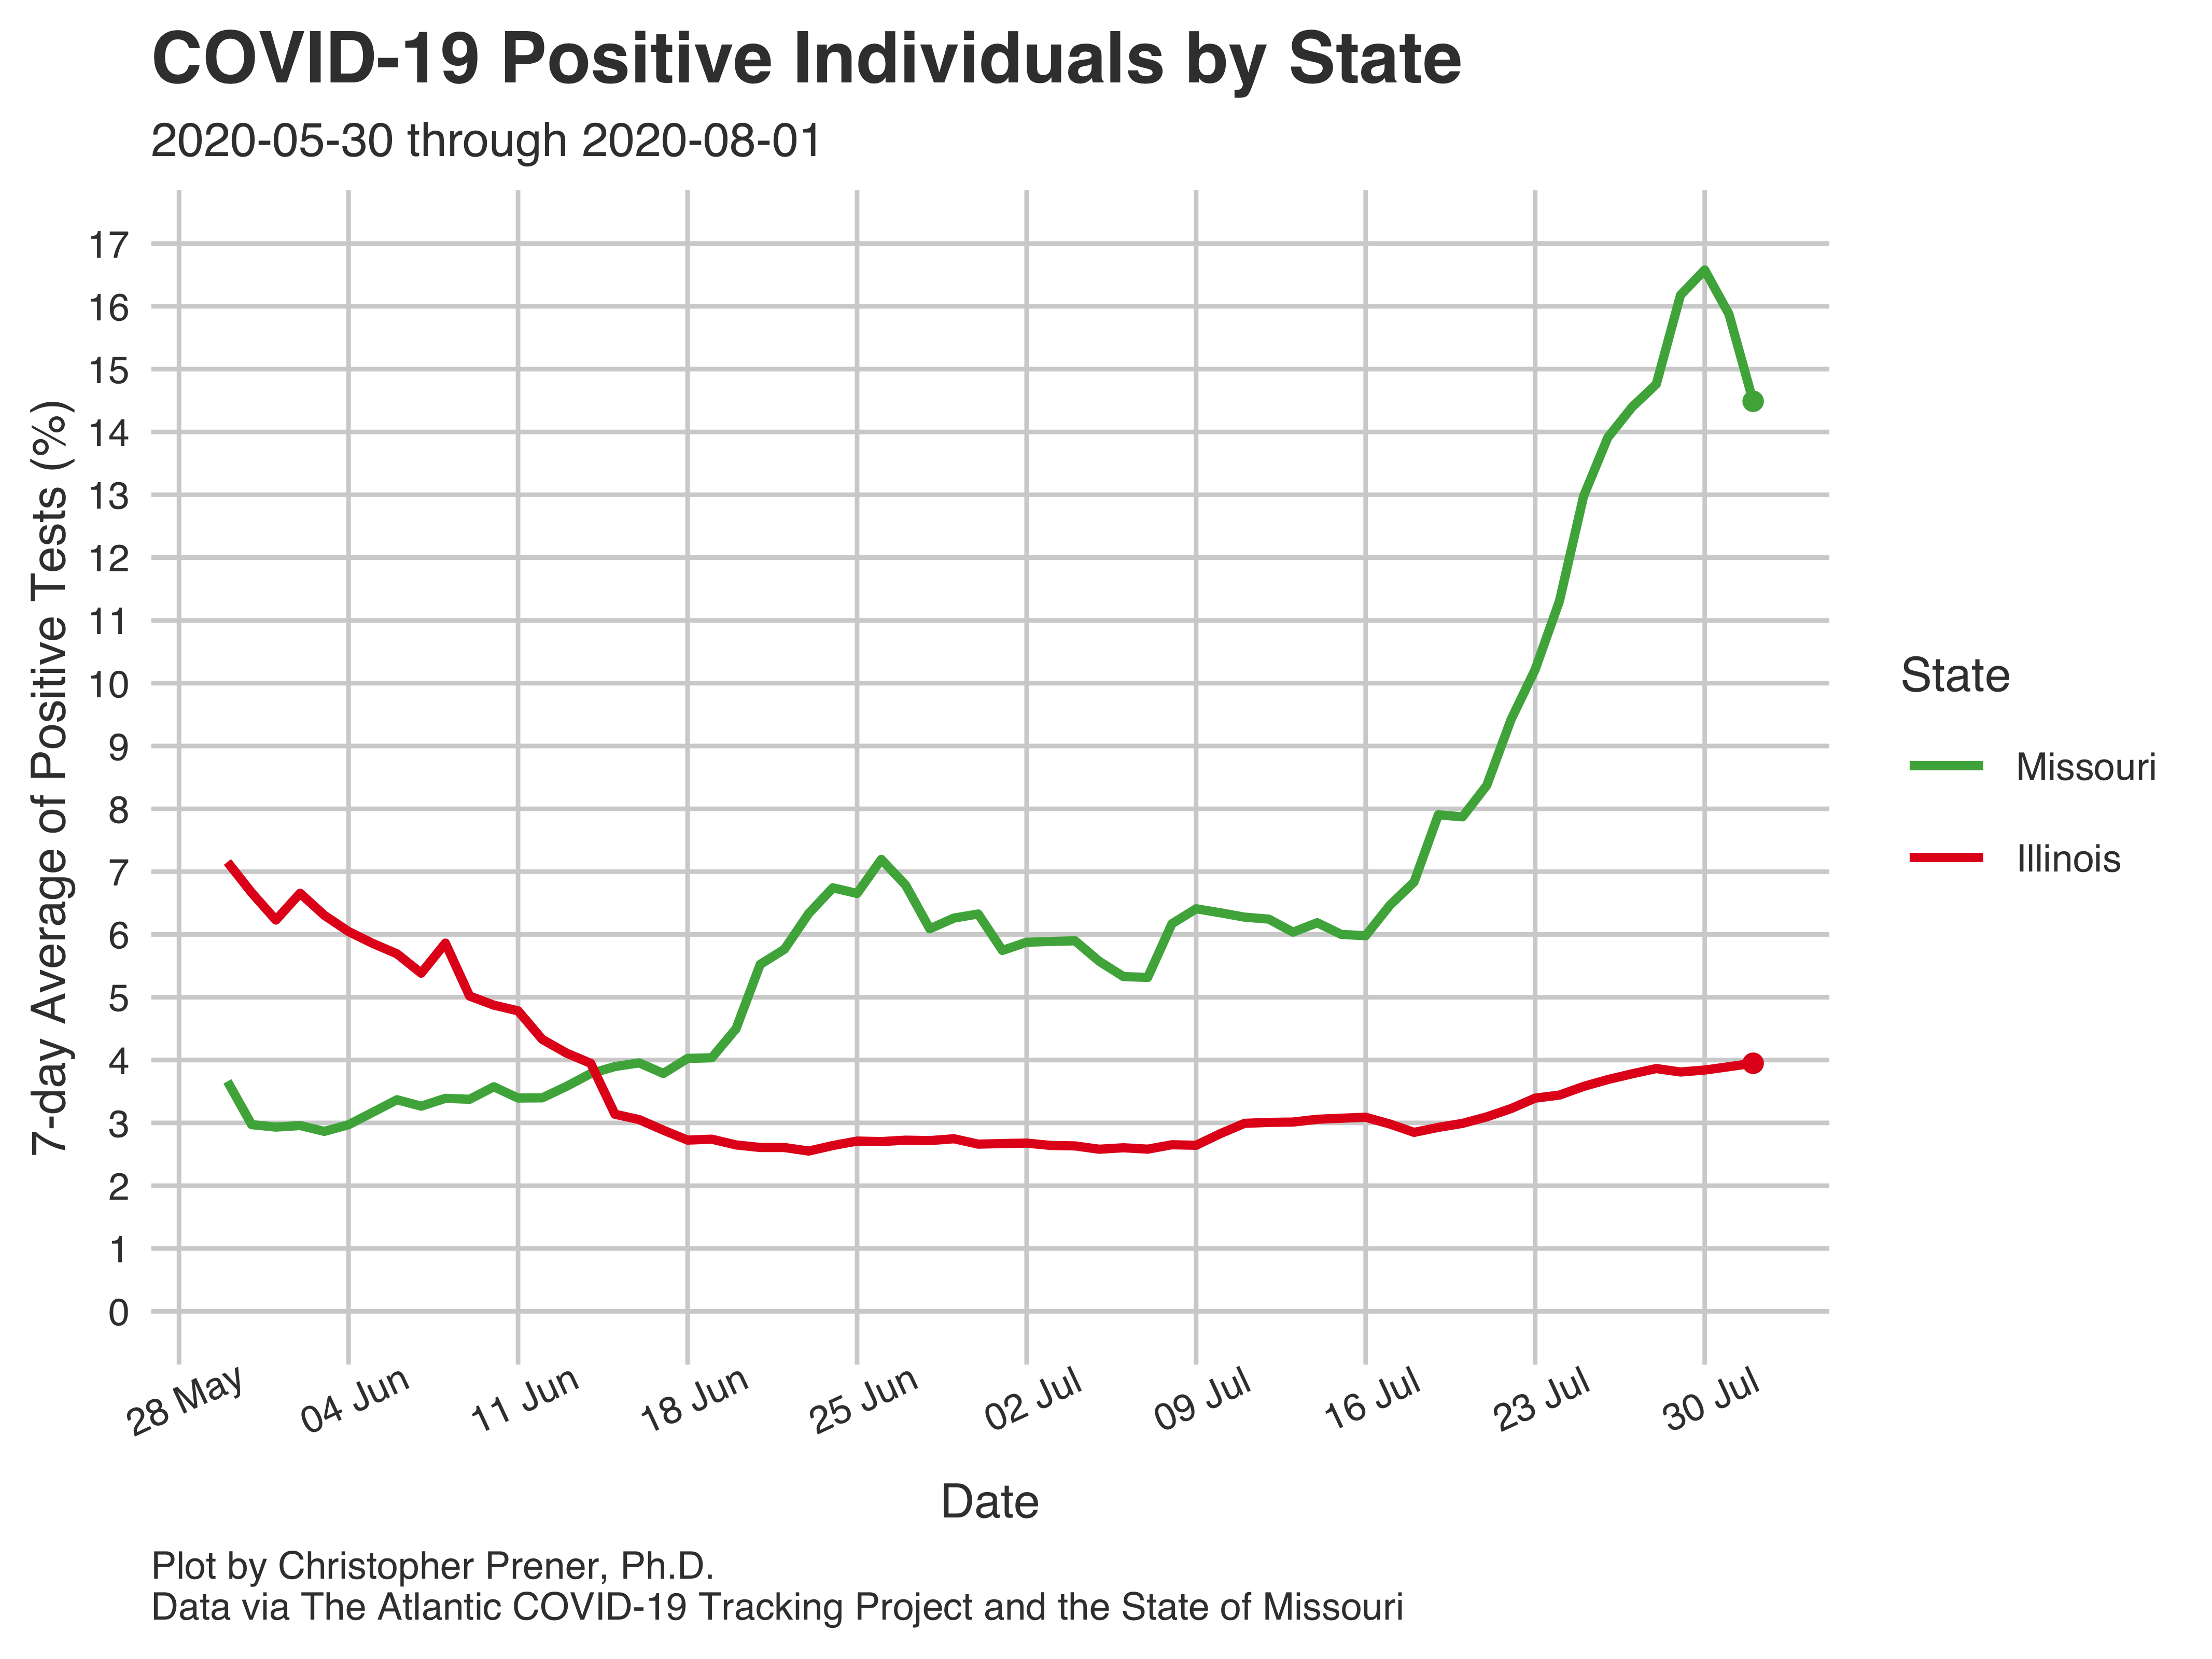 COVID-19 Positive Individuals by State
2020-05-30 through 2020-08-01
7-day Average of Positive Tests (%)
17
16
15
14
13
12
11
10
9
8
7
6
5
4
3
2
1
0
28 May
04 Jun
11 Jun
18 Jun
25 Jun
02 Jul
09 Jul
16 Jul
23 Jul
30 Jul
Date
State
Missouri
Illinois
Plot by Christopher Prener, Ph.D.
Data via The Atlantic COVID-19 Tracking Project and the State of Missouri